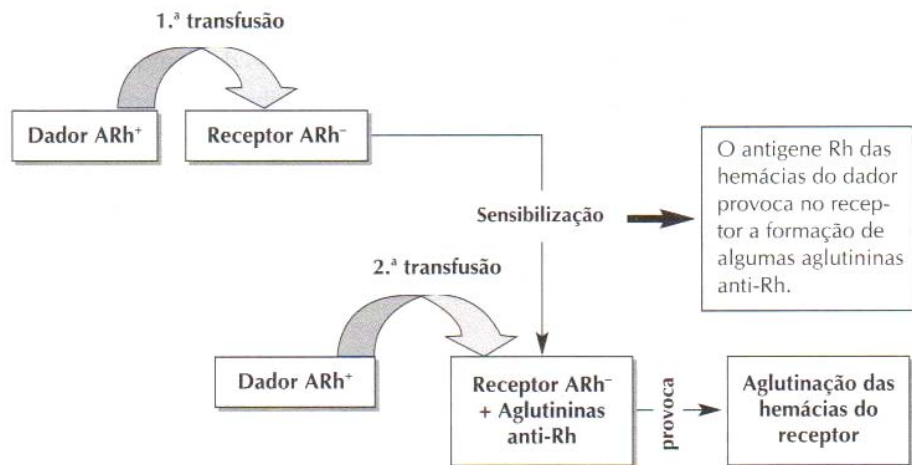 1.ª transfusão
Dador ARh⁺
Receptor ARh⁻
O antigene Rh das
hemácias do dador
provoca no recep-
tor a formação de
algumas aglutininas
anti-Rh.
Sensibilização
2.ª transfusão
Dador ARh⁺
Receptor ARh⁻
+ Aglutininas
anti-Rh
provoca
Aglutinação das
hemácias do
receptor